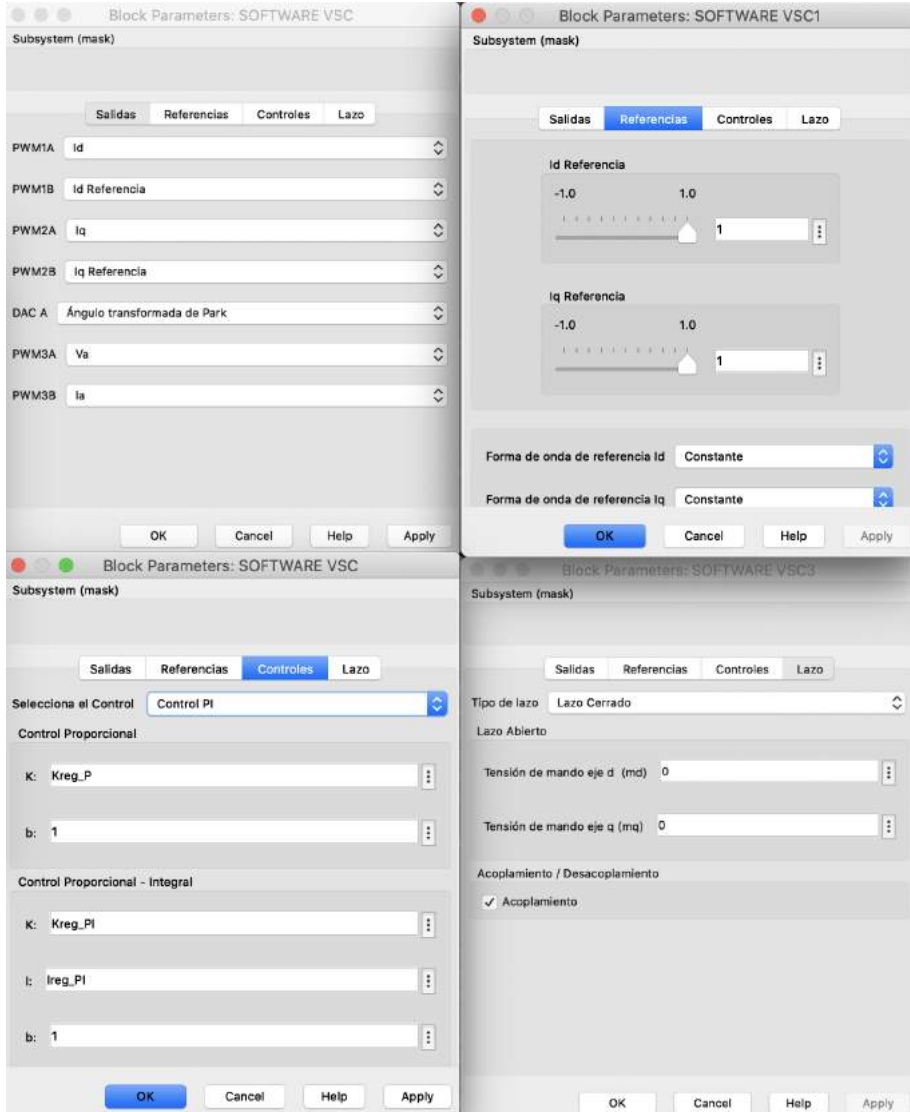 Block Parameters: SOFTWARE VSC
Subsystem (mask)
Salidas Referencias Controles Lazo
PWM1A Id
PWM1B Id Referencia
PWM2A Iq
PWM2B Iq Referencia
DAC A Ángulo transformada de Park
PWM3A Va
PWM3B Ia
OK Cancel Help Apply
Block Parameters: SOFTWARE VSC1
Subsystem (mask)
Salidas Referencias Controles Lazo
Id Referencia
-1.0 1.0
1
Iq Referencia
-1.0 1.0
1
Forma de onda de referencia Id Constante
Forma de onda de referencia Iq Constante
OK Cancel Help Apply
Block Parameters: SOFTWARE VSC
Subsystem (mask)
Salidas Referencias Controles Lazo
Selecciona el Control Control PI
Control Proporcional
K: Kreg_P
b: 1
Control Proporcional - Integral
K: Kreg_PI
I: Ireg_PI
b: 1
OK Cancel Help Apply
Block Parameters: SOFTWARE VSC3
Subsystem (mask)
Salidas Referencias Controles Lazo
Tipo de lazo Lazo Cerrado
Lazo Abierto
Tensión de mando eje d (md) 0
Tensión de mando eje q (mq) 0
Acoplamiento / Desacoplamiento
Acoplamiento
OK Cancel Help Apply